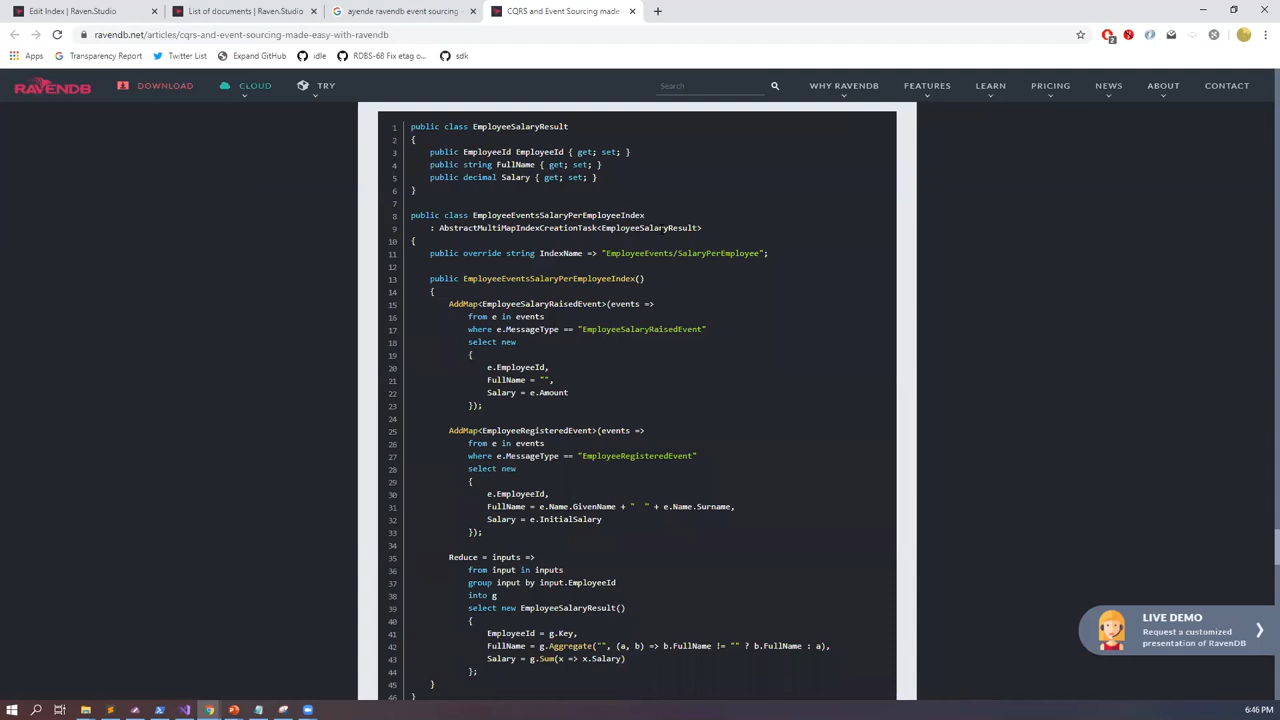 Edit Index | Raven.Studio
List of documents | Raven.Studio
ayende ravendb event sourcing
CQRS and Event Sourcing made
ravendb.net/articles/cqrs-and-event-sourcing-made-easy-with-ravendb
2
Apps
Transparency Report
Twitter List
Expand GitHub
idle
RDBS-68 Fix etag o
sdk
RAVENDB
DOWNLOAD
CLOUD
TRY
Search
WHY RAVENDB
FEATURES
LEARN
PRICING
NEWS
ABOUT
CONTACT
1 public class EmployeeSalaryResult
2 {
3 public EmployeeId EmployeeId { get; set; }
4 public string FullName { get; set; }
5 public decimal Salary { get; set; }
6 }
7
8 public class EmployeeEventsSalaryPerEmployeeIndex
9 : AbstractMultiMapIndexCreationTask<EmployeeSalaryResult>
10 {
11 public override string IndexName => "EmployeeEvents/SalaryPerEmployee";
12
13 public EmployeeEventsSalaryPerEmployeeIndex()
14 {
15 AddMap<EmployeeSalaryRaisedEvent>(events =>
16 from e in events
17 where e.MessageType == "EmployeeSalaryRaisedEvent"
18 select new
19 {
20 e.EmployeeId,
21 FullName = "",
22 Salary = e.Amount
23 });
24
25 AddMap<EmployeeRegisteredEvent>(events =>
26 from e in events
27 where e.MessageType == "EmployeeRegisteredEvent"
28 select new
29 {
30 e.EmployeeId,
31 FullName = e.Name.GivenName + " " + e.Name.Surname,
32 Salary = e.InitialSalary
33 });
34
35 Reduce = inputs =>
36 from input in inputs
37 group input by input.EmployeeId
38 into g
39 select new EmployeeSalaryResult()
40 {
41 EmployeeId = g.Key,
42 FullName = g.Aggregate("", (a, b) => b.FullName != "" ? b.FullName : a),
43 Salary = g.Sum(x => x.Salary)
44 };
45 }
46 }
LIVE DEMO
Request a customized
presentation of RavenDB
6:46 PM